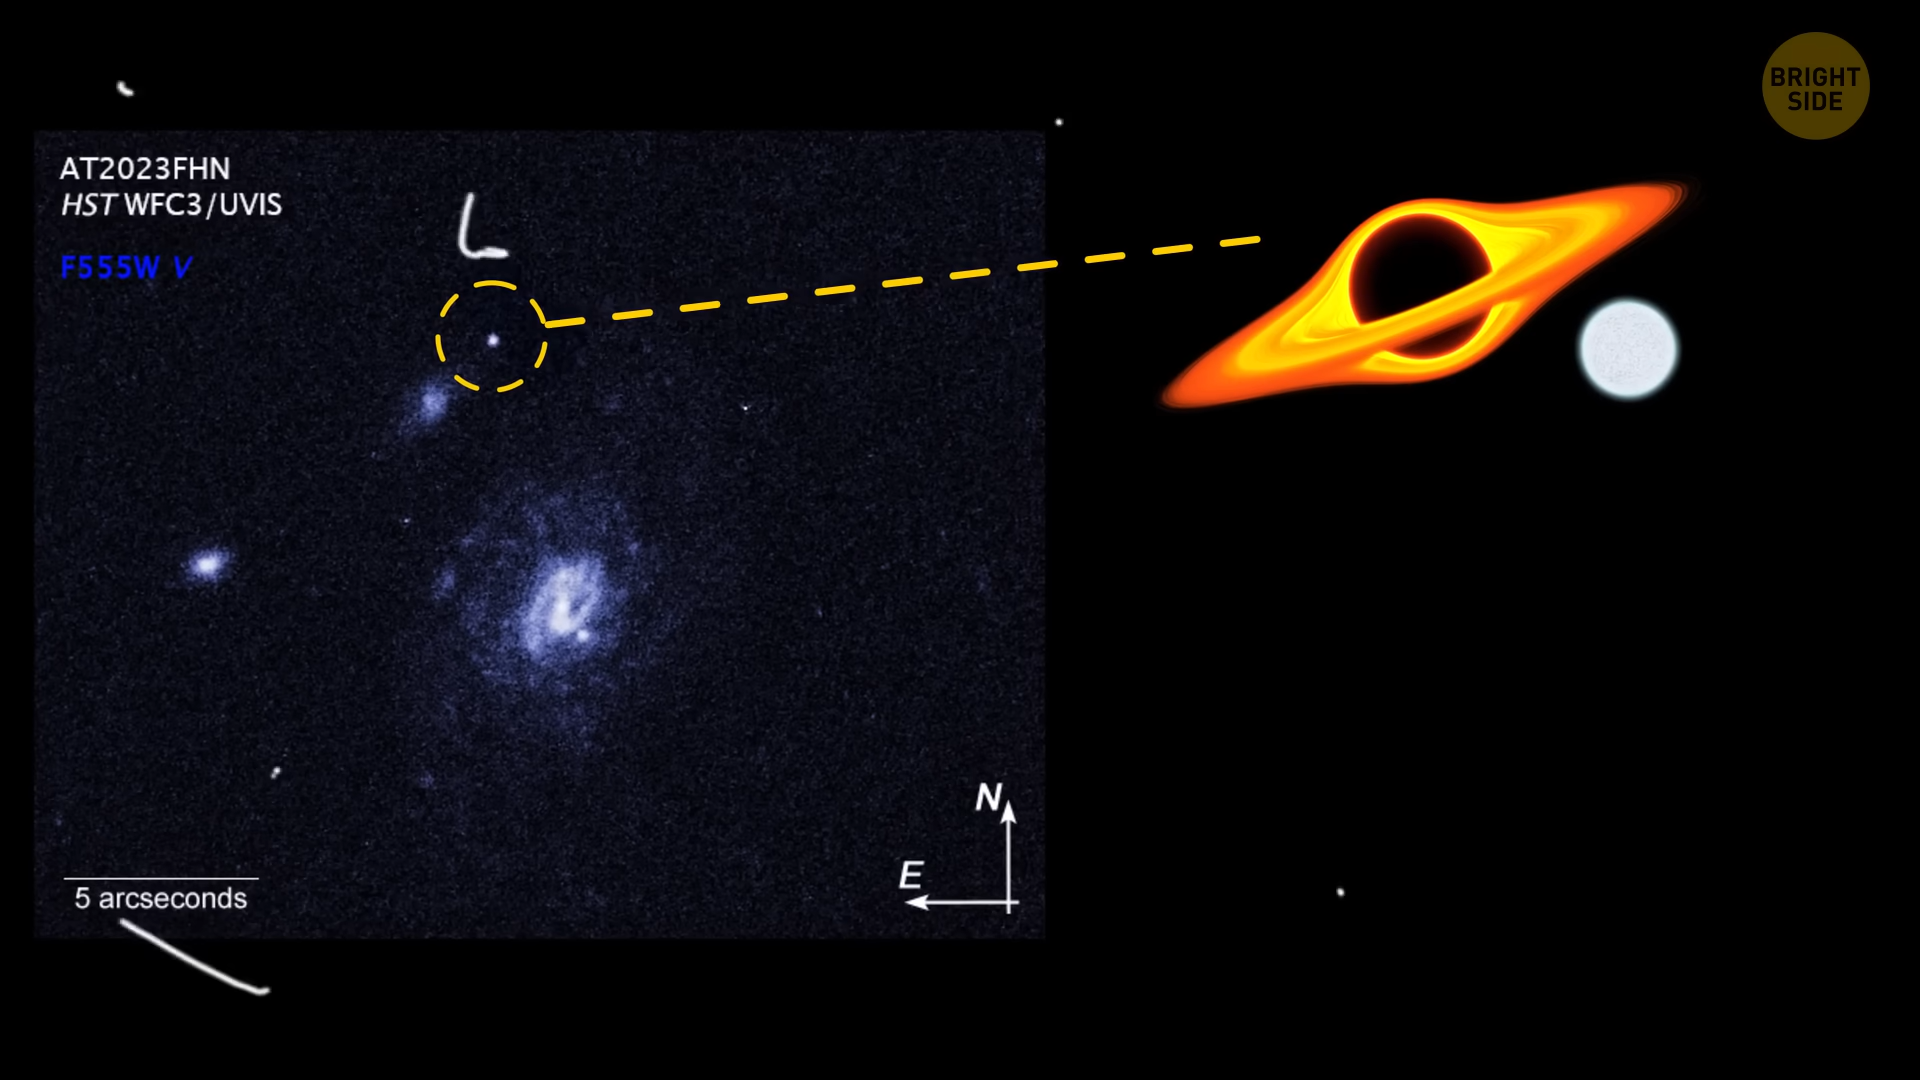 BRIGHT
SIDE
AT2023FHN
HST WFC3/UVIS
F555W V
N
E
5 arcseconds